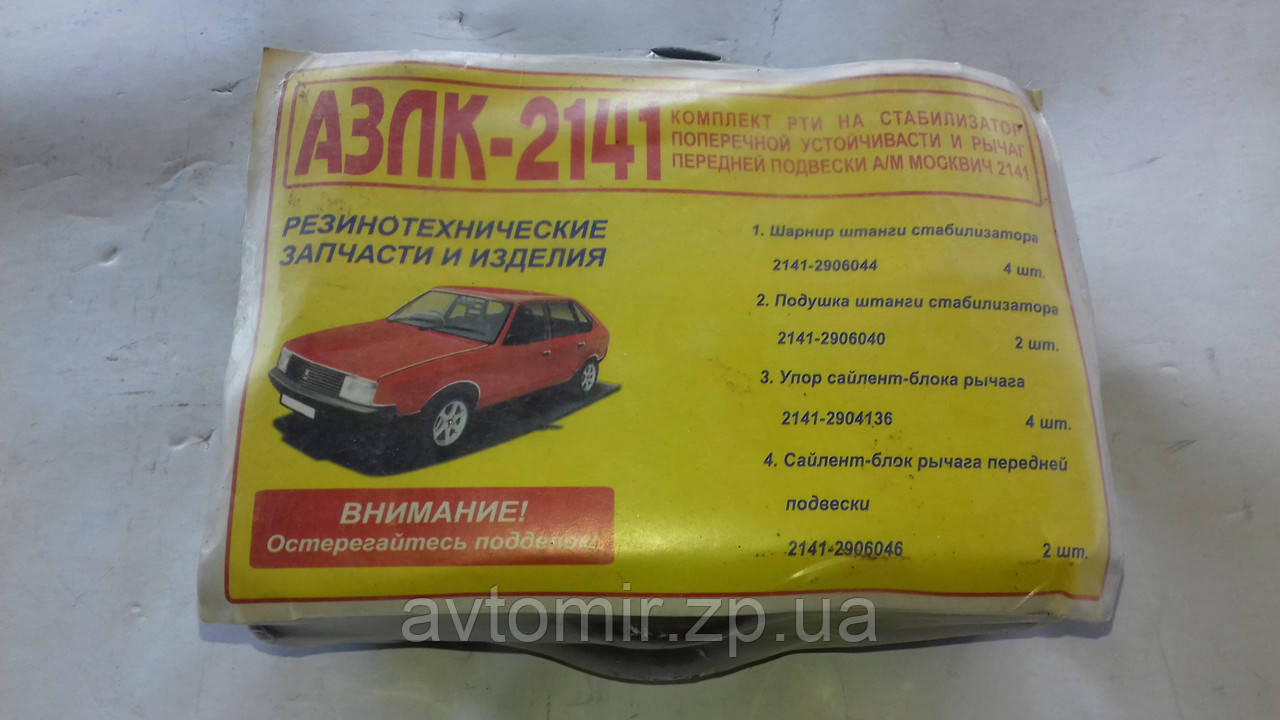 АЗЛК-2141
КОМПЛЕКТ РТИ НА СТАБИЛИЗАТОР
ПОПЕРЕЧНОЙ УСТОЙЧИВАСТИ И РЫЧАГ
ПЕРЕДНЕЙ ПОДВЕСКИ А/М МОСКВИЧ 2141
РЕЗИНОТЕХНИЧЕСКИЕ
ЗАПЧАСТИ И ИЗДЕЛИЯ
ВНИМАНИЕ!
Остерегайтесь подделок!
1. Шарнир штанги стабилизатора
2141-2906044 4 шт.
2. Подушка штанги стабилизатора
2141-2906040 2 шт.
3. Упор сайлент-блока рычага
2141-2904136 4 шт.
4. Сайлент-блок рычага передней
подвески
2141-2906046 2 шт.
avtomir.zp.ua